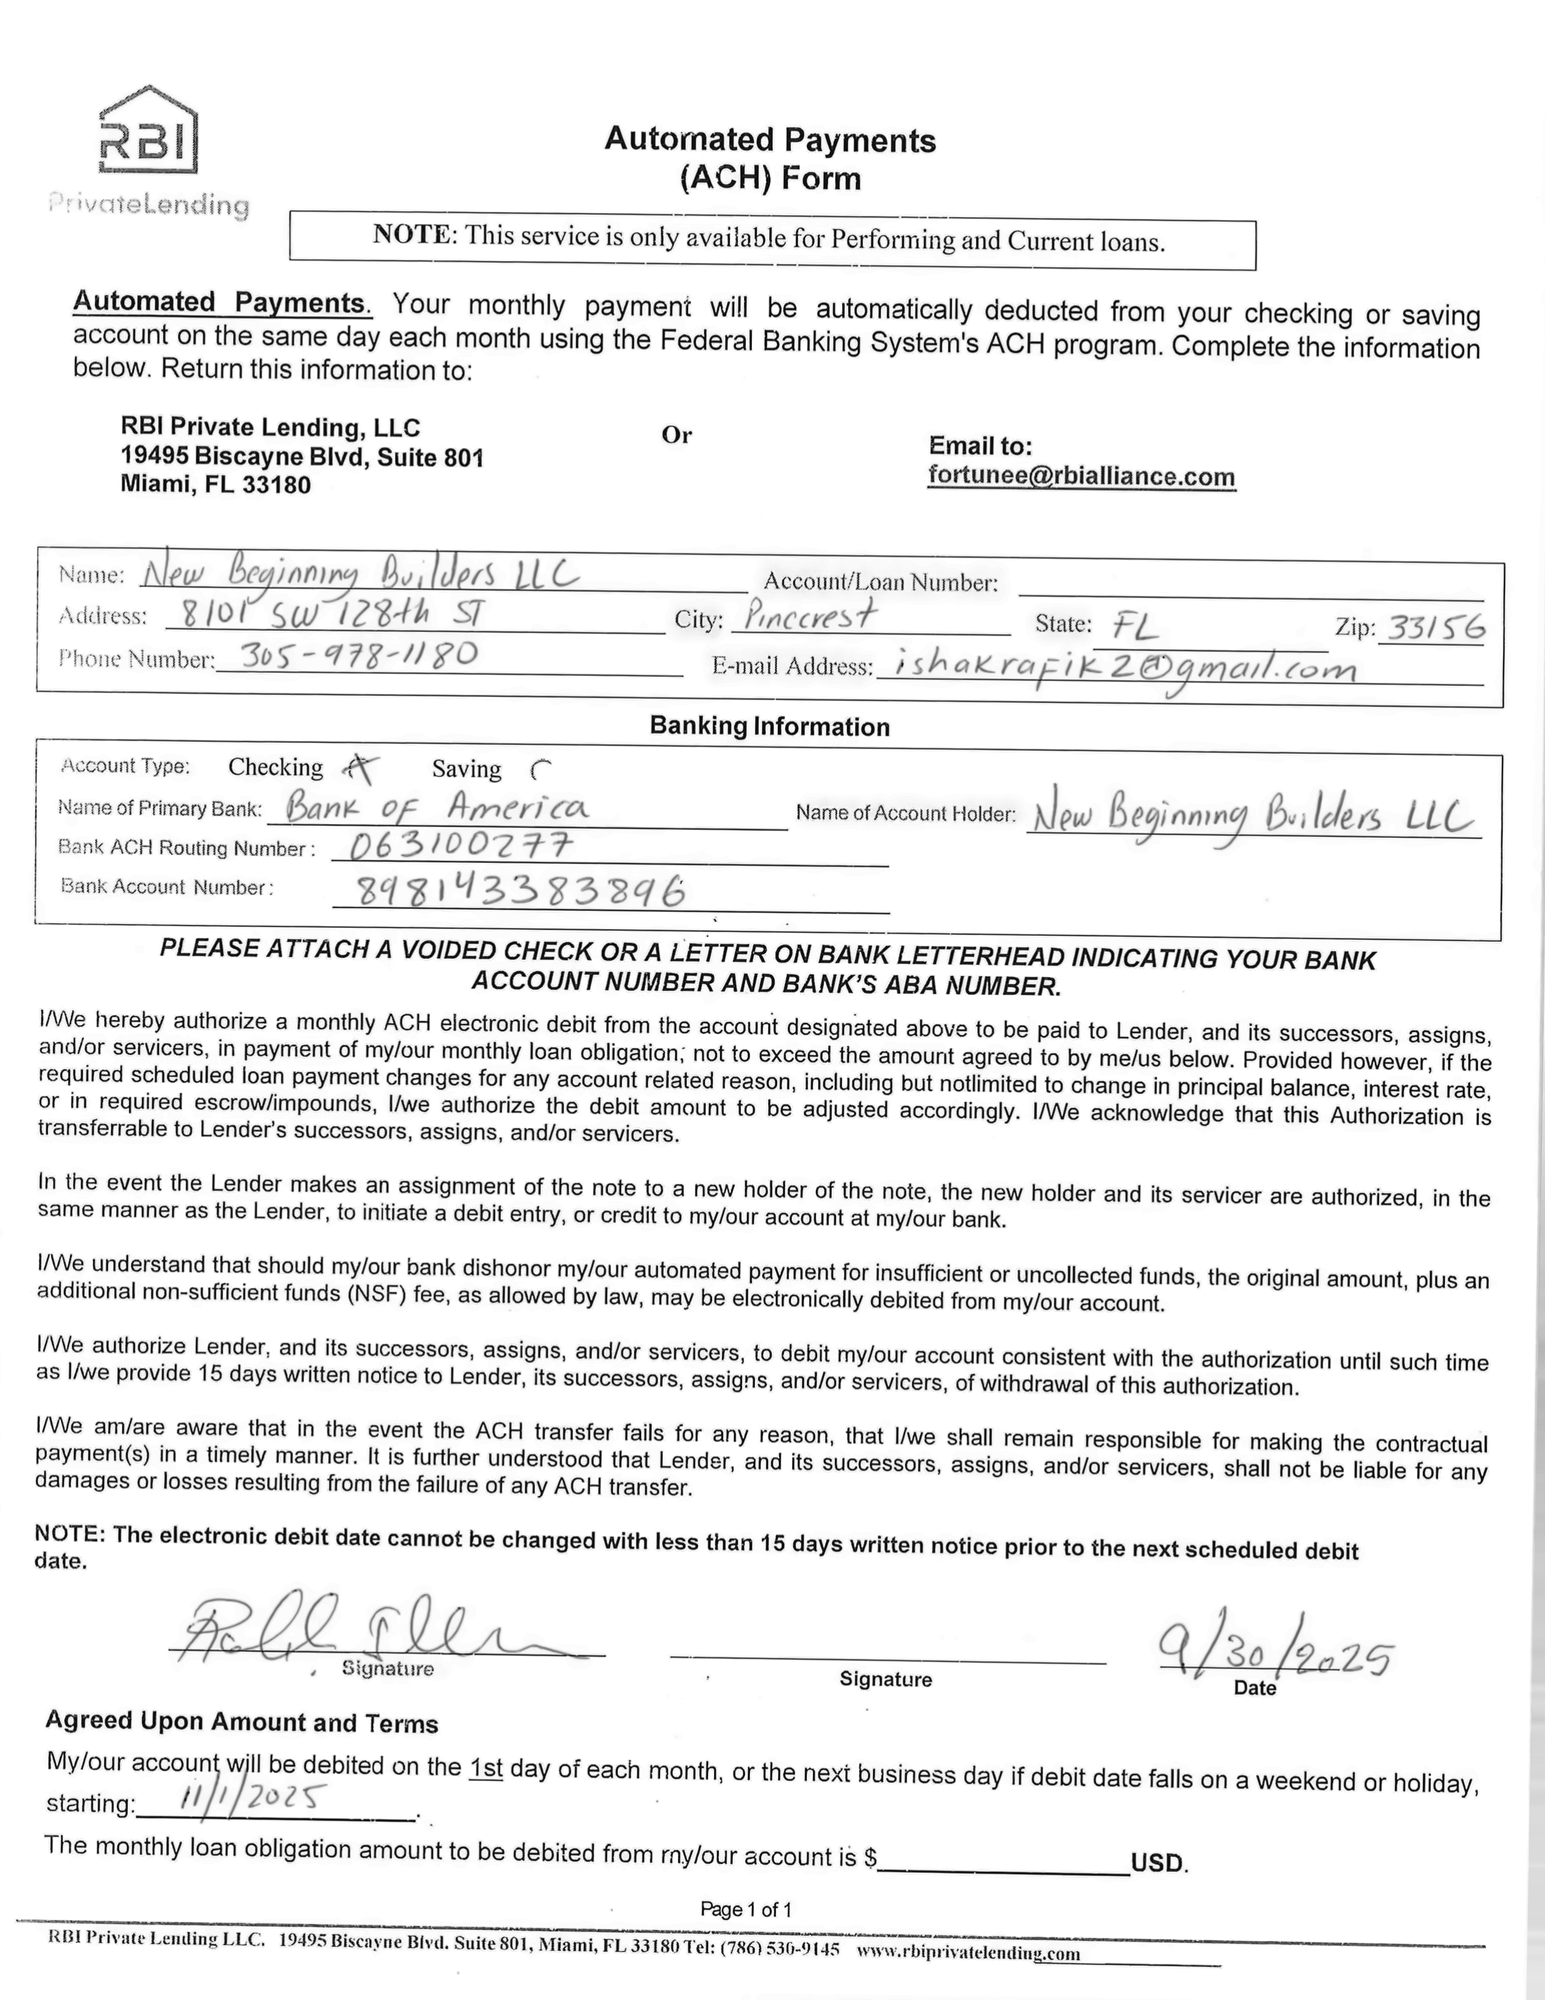 RBI
PrivateLending
Automated Payments
(ACH) Form
NOTE: This service is only available for Performing and Current loans.
Automated Payments. Your monthly payment will be automatically deducted from your checking or saving
account on the same day each month using the Federal Banking System's ACH program. Complete the information
below. Return this information to:
RBI Private Lending, LLC
19495 Biscayne Blvd, Suite 801
Miami, FL 33180
Or
Email to:
fortunee@rbialliance.com
Name: New Beginning Builders LLC Account/Loan Number:
Address: 8101 SW 128th ST City: Pinecrest State: FL Zip: 33156
Phone Number: 305-978-1180 E-mail Address: ishakrafik2@gmail.com
Banking Information
Account Type: Checking Saving
Name of Primary Bank: Bank OF America Name of Account Holder: New Beginning Builders LLC
Bank ACH Routing Number: 063100277
Bank Account Number: 898143383896
PLEASE ATTACH A VOIDED CHECK OR A LETTER ON BANK LETTERHEAD INDICATING YOUR BANK
ACCOUNT NUMBER AND BANK'S ABA NUMBER.
I/We hereby authorize a monthly ACH electronic debit from the account designated above to be paid to Lender, and its successors, assigns,
and/or servicers, in payment of my/our monthly loan obligation; not to exceed the amount agreed to by me/us below. Provided however, if the
required scheduled loan payment changes for any account related reason, including but notlimited to change in principal balance, interest rate,
or in required escrow/impounds, I/we authorize the debit amount to be adjusted accordingly. I/We acknowledge that this Authorization is
transferrable to Lender's successors, assigns, and/or servicers.
In the event the Lender makes an assignment of the note to a new holder of the note, the new holder and its servicer are authorized, in the
same manner as the Lender, to initiate a debit entry, or credit to my/our account at my/our bank.
I/We understand that should my/our bank dishonor my/our automated payment for insufficient or uncollected funds, the original amount, plus an
additional non-sufficient funds (NSF) fee, as allowed by law, may be electronically debited from my/our account.
I/We authorize Lender, and its successors, assigns, and/or servicers, to debit my/our account consistent with the authorization until such time
as I/we provide 15 days written notice to Lender, its successors, assigns, and/or servicers, of withdrawal of this authorization.
I/We am/are aware that in the event the ACH transfer fails for any reason, that I/we shall remain responsible for making the contractual
payment(s) in a timely manner. It is further understood that Lender, and its successors, assigns, and/or servicers, shall not be liable for any
damages or losses resulting from the failure of any ACH transfer.
NOTE: The electronic debit date cannot be changed with less than 15 days written notice prior to the next scheduled debit
date.
9/30/2025
Signature Signature Date
Agreed Upon Amount and Terms
My/our account will be debited on the 1st day of each month, or the next business day if debit date falls on a weekend or holiday,
starting: 11/1/2025.
The monthly loan obligation amount to be debited from my/our account is $ USD.
Page 1 of 1
RBI Private Lending LLC. 19495 Biscayne Blvd. Suite 801, Miami, FL 33180 Tel: (786) 530-9145 www.rbiprivatelending.com